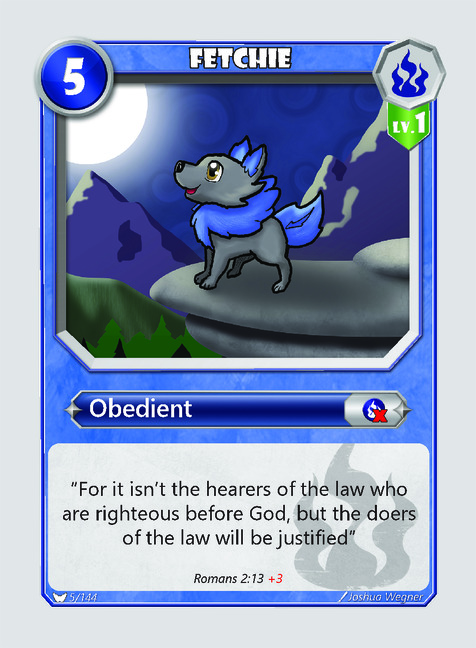 FETCHIE
5
LV.1
Obedient
"For it isn't the hearers of the law who
are righteous before God, but the doers
of the law will be justified"
Romans 2:13 +3
5/144
Joshua Wegner